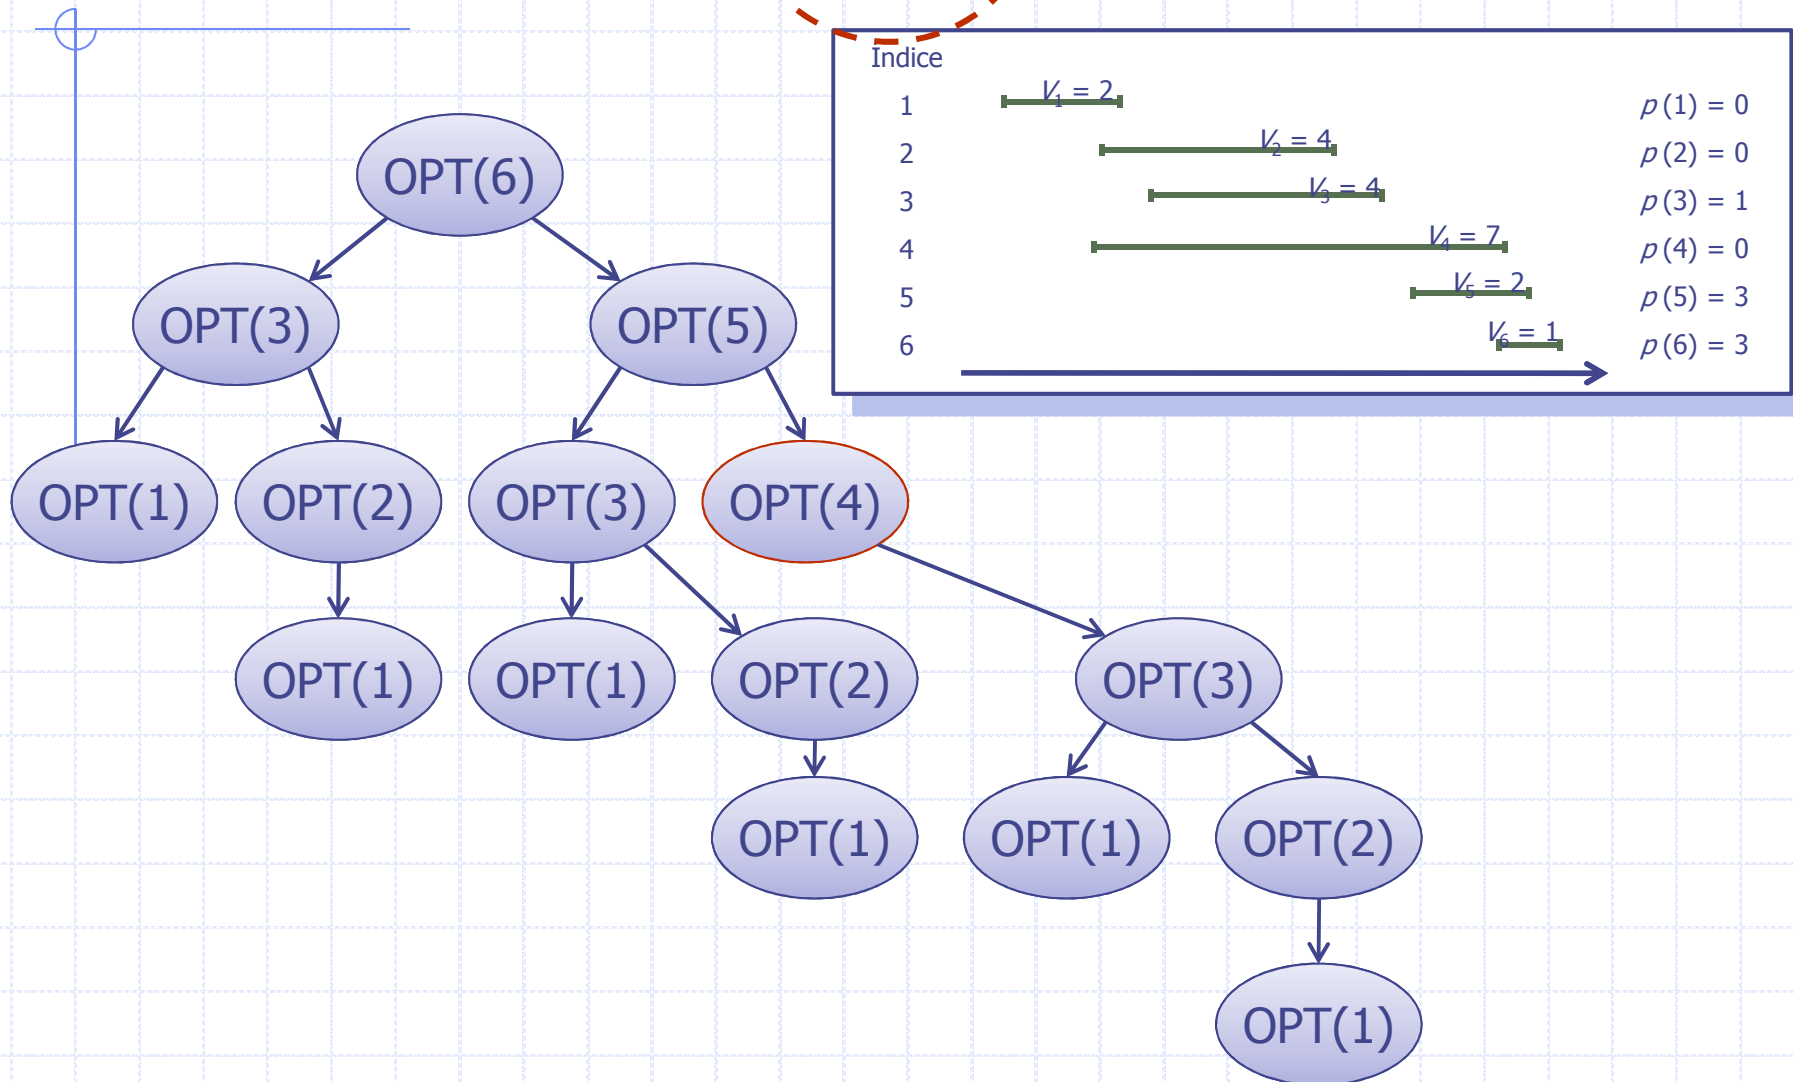 Indice
1 V1 = 2 p (1) = 0
2 V2 = 4 p (2) = 0
3 V3 = 4 p (3) = 1
4 V4 = 7 p (4) = 0
5 V5 = 2 p (5) = 3
6 V6 = 1 p (6) = 3
OPT(6)
OPT(3) OPT(5)
OPT(1) OPT(2) OPT(3) OPT(4)
OPT(1) OPT(1) OPT(2) OPT(3)
OPT(1) OPT(1) OPT(2)
OPT(1)